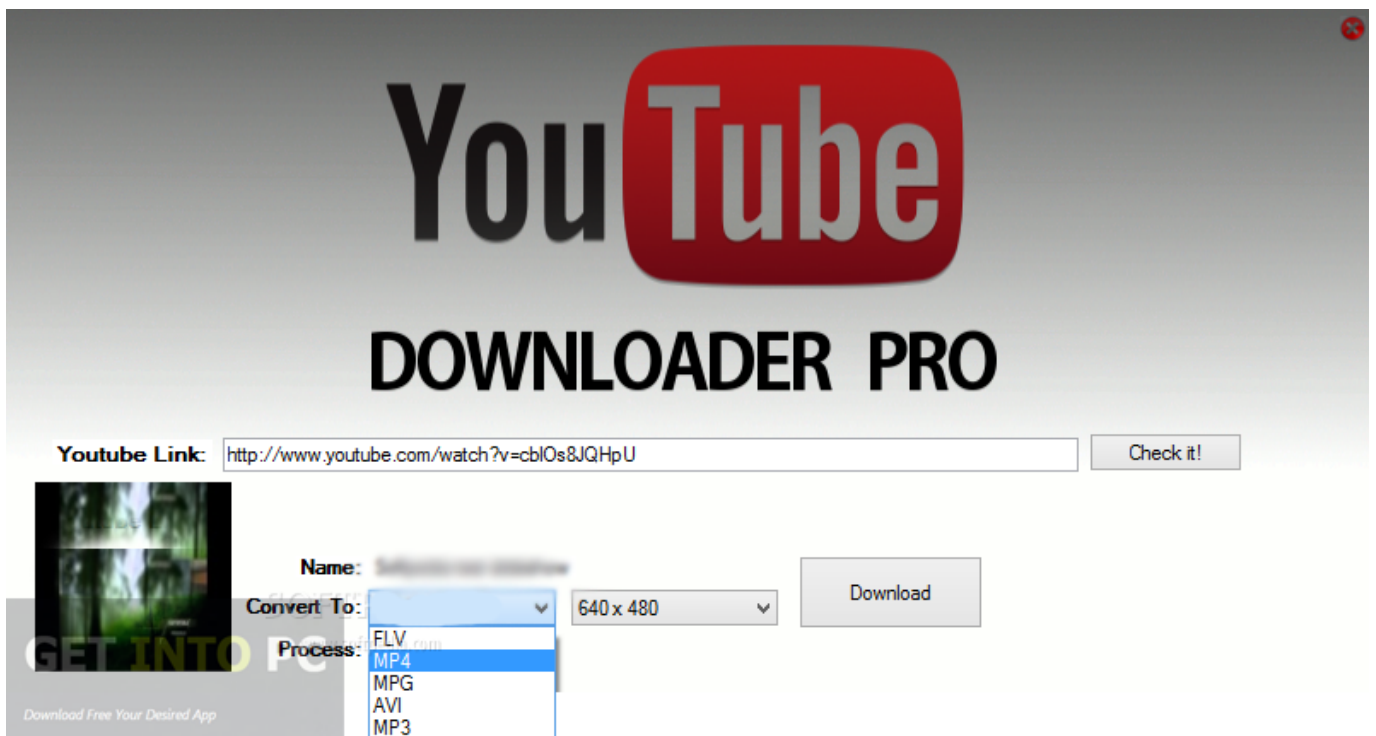 YouTube
DOWNLOADER PRO
Youtube Link: http://www.youtube.com/watch?v=cblOs8JQHpU Check it!
Name:
Convert To: 640 x 480 Download
Process:
FLV
MP4
MPG
AVI
MP3
GET INTO PC
Download Free Your Desired App